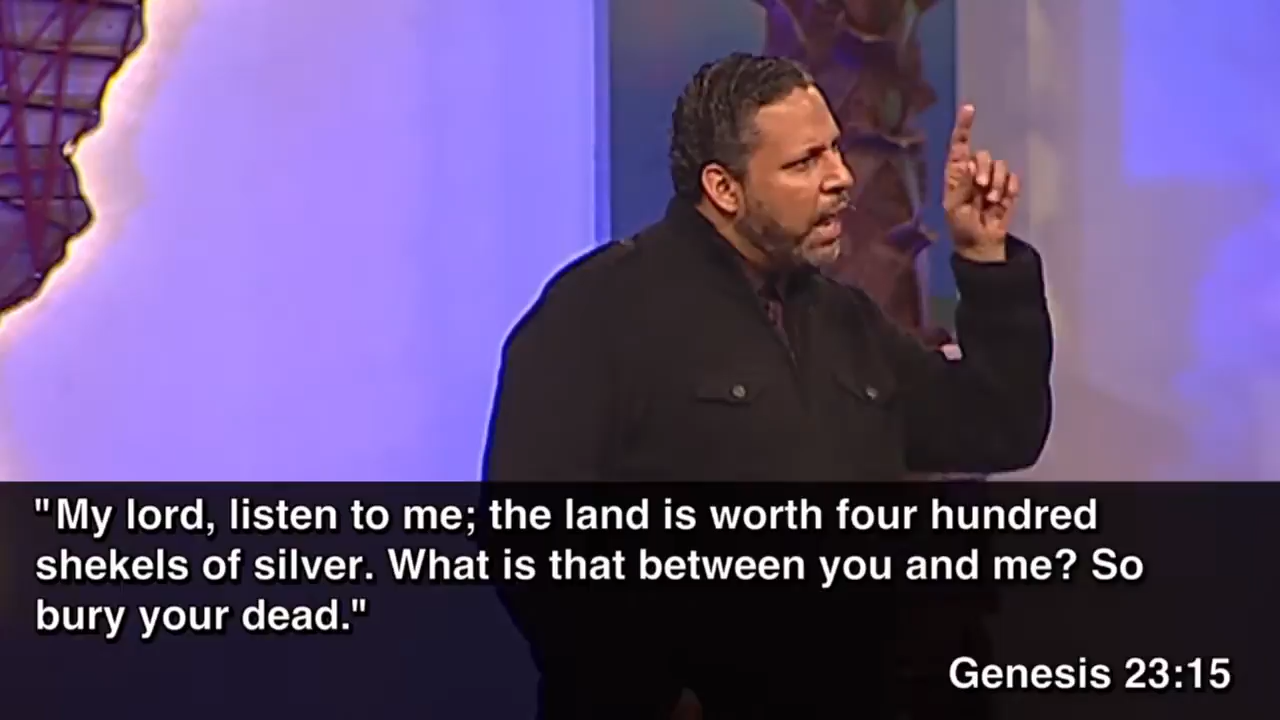 "My lord, listen to me; the land is worth four hundred
shekels of silver. What is that between you and me? So
bury your dead."
Genesis 23:15